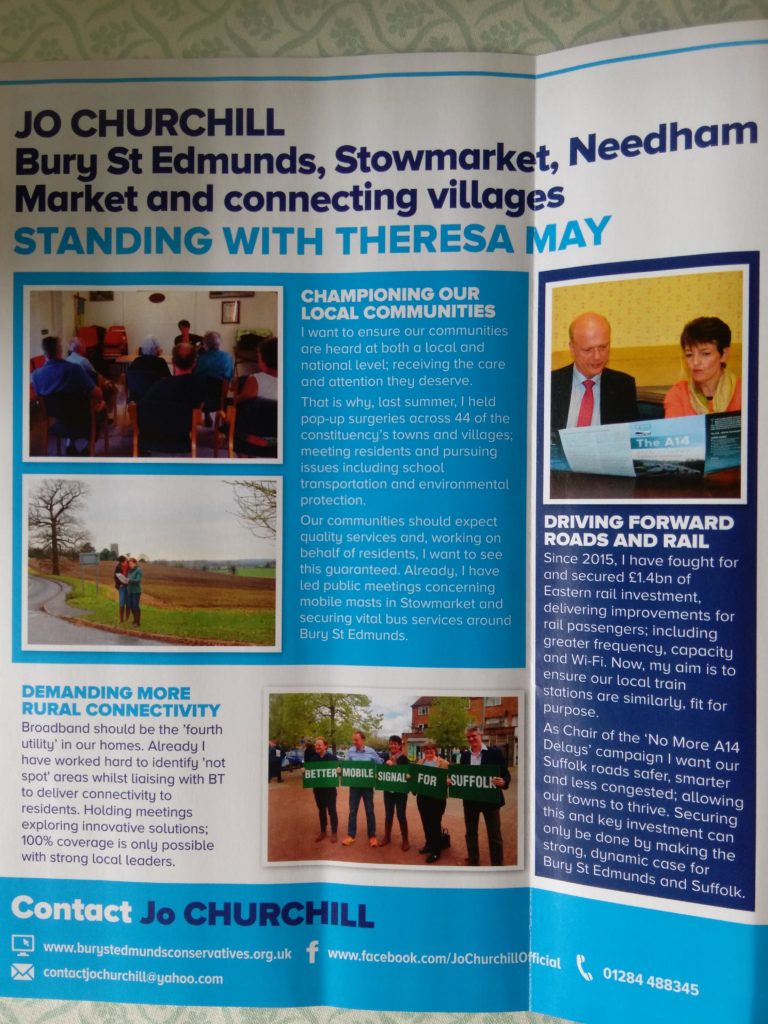 JO CHURCHILL
Bury St Edmunds, Stowmarket, Needham
Market and connecting villages
STANDING WITH THERESA MAY
CHAMPIONING OUR
LOCAL COMMUNITIES
I want to ensure our communities
are heard at both a local and
national level; receiving the care
and attention they deserve.
That is why, last summer, I held
pop-up surgeries across 44 of the
constituency's towns and villages;
meeting residents and pursuing
issues including school
transportation and environmental
protection.
Our communities should expect
quality services and, working on
behalf of residents, I want to see
this guaranteed. Already, I have
led public meetings concerning
mobile masts in Stowmarket and
securing vital bus services around
Bury St Edmunds.
DEMANDING MORE
RURAL CONNECTIVITY
Broadband should be the 'fourth
utility' in our homes. Already I
have worked hard to identify 'not
spot' areas whilst liaising with BT
to deliver connectivity to
residents. Holding meetings
exploring innovative solutions;
100% coverage is only possible
with strong local leaders.
BETTER MOBILE SIGNAL FOR SUFFOLK
The A14
DRIVING FORWARD
ROADS AND RAIL
Since 2015, I have fought for
and secured £1.4bn of
Eastern rail investment,
delivering improvements for
rail passengers; including
greater frequency, capacity
and Wi-Fi. Now, my aim is to
ensure our local train
stations are similarly, fit for
purpose.
As Chair of the 'No More A14
Delays' campaign I want our
Suffolk roads safer, smarter
and less congested; allowing
our towns to thrive. Securing
this and key investment can
only be done by making the
strong, dynamic case for
Bury St Edmunds and Suffolk.
Contact Jo CHURCHILL
www.burystedmundsconservatives.org.uk
www.facebook.com/JoChurchillOfficial
contactjochurchill@yahoo.com
01284 488345